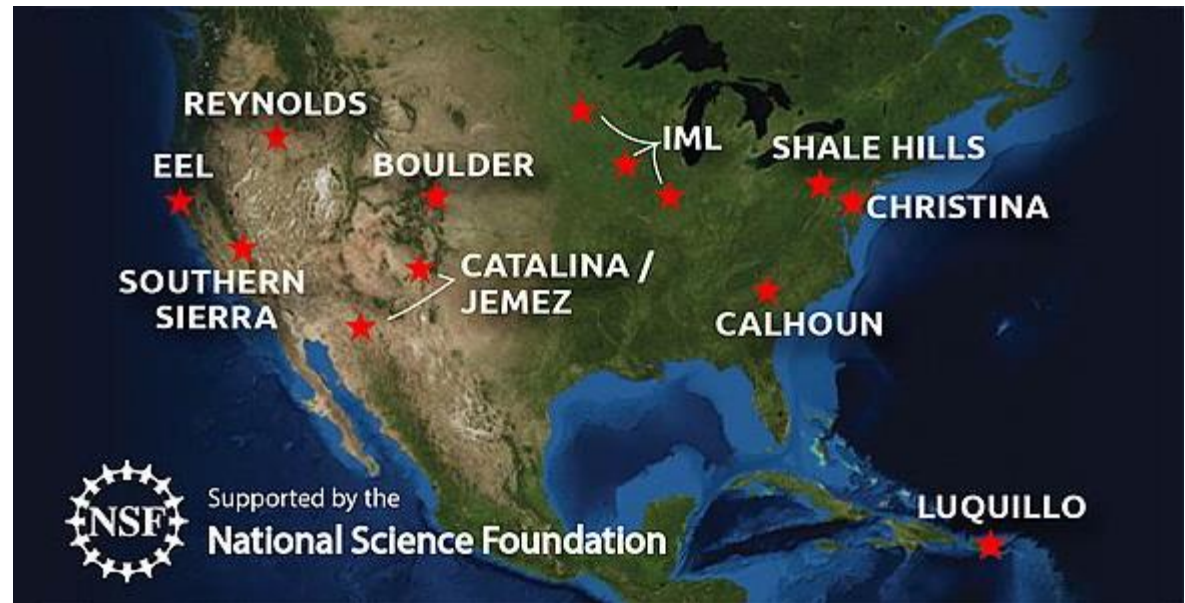 REYNOLDS
EEL
BOULDER
IML
SHALE HILLS
CHRISTINA
SOUTHERN
SIERRA
CATALINA /
JEMEZ
CALHOUN
LUQUILLO
NSF
Supported by the
National Science Foundation